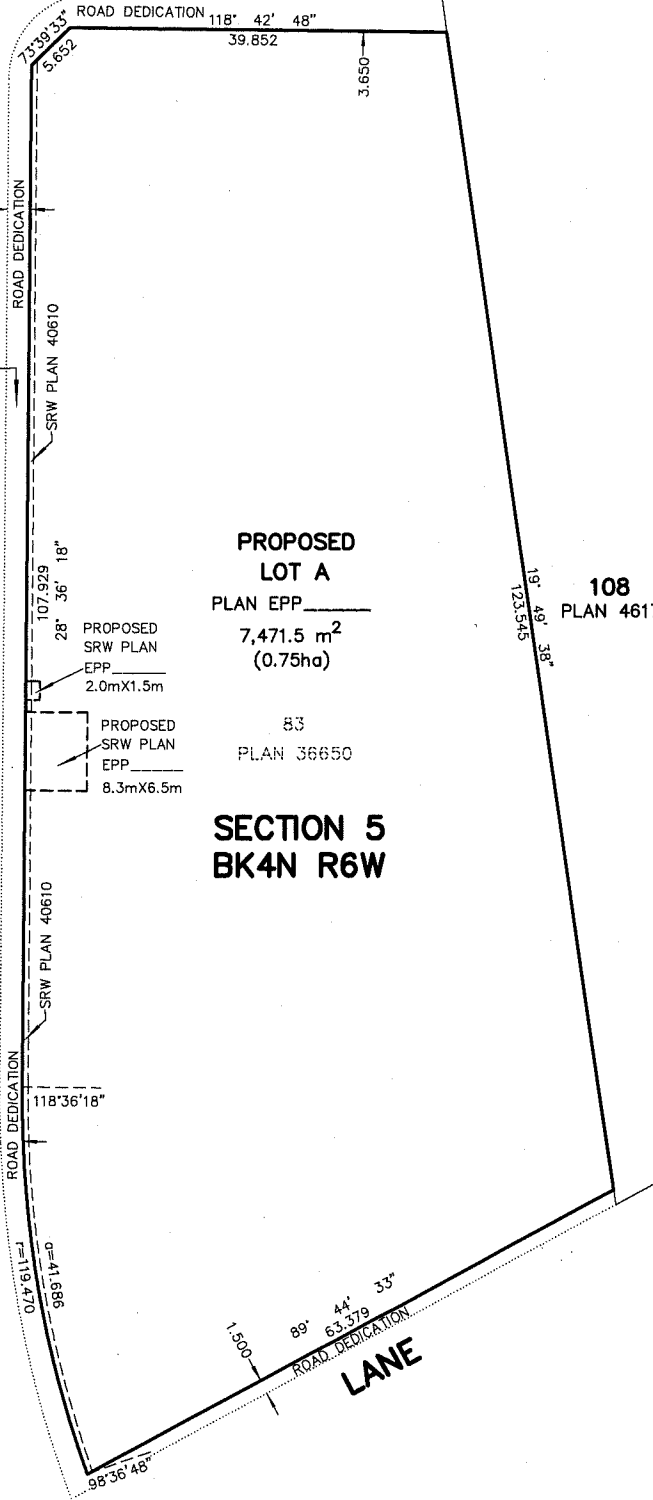 ROAD DEDICATION
118° 42' 48"
39.852
73°39'33"
5.652
3.650
ROAD DEDICATION
SRW PLAN 40610
107.929
28° 36' 18"
PROPOSED
LOT A
PLAN EPP______
7,471.5 m²
(0.75ha)
19° 49' 38"
123.545
108
PLAN 461
PROPOSED
SRW PLAN
EPP______
2.0mX1.5m
PROPOSED
SRW PLAN
EPP______
8.3mX6.5m
83
PLAN 36650
SECTION 5
BK4N R6W
SRW PLAN 40610
ROAD DEDICATION
118°36'18"
r=119.470
a=41.686
1.500
89° 44' 33"
63.379
ROAD DEDICATION
LANE
98°36'48"